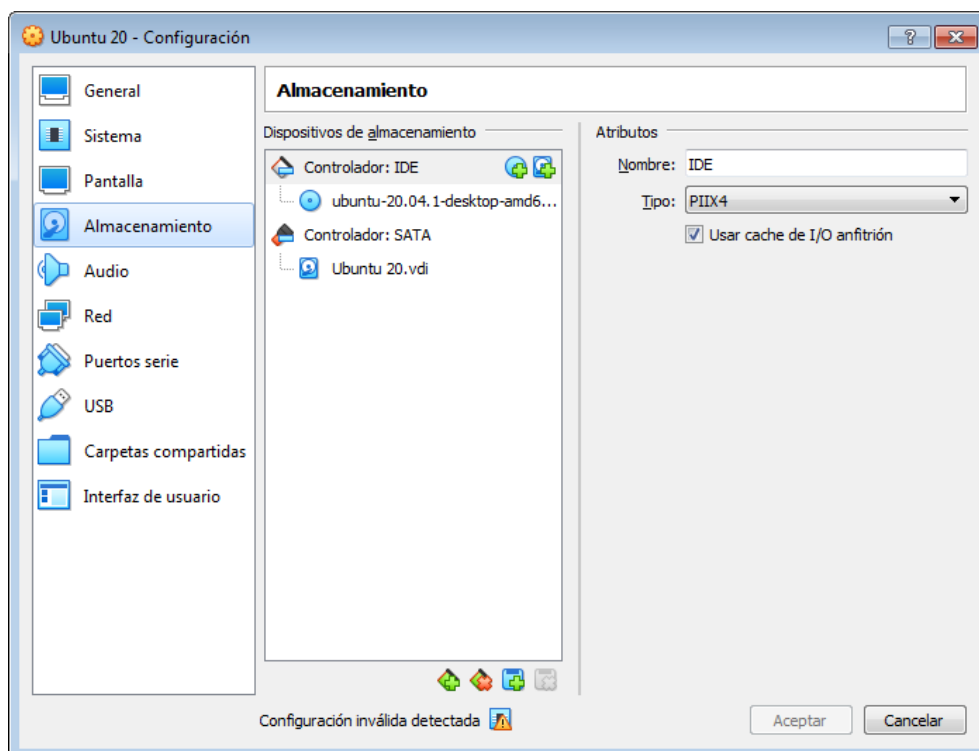 Ubuntu 20 - Configuración
General
Sistema
Pantalla
Almacenamiento
Audio
Red
Puertos serie
USB
Carpetas compartidas
Interfaz de usuario
Almacenamiento
Dispositivos de almacenamiento
Controlador: IDE
ubuntu-20.04.1-desktop-amd6...
Controlador: SATA
Ubuntu 20.vdi
Atributos
Nombre: IDE
Tipo: PIIX4
Usar cache de I/O anfitrión
Configuración inválida detectada
Aceptar
Cancelar